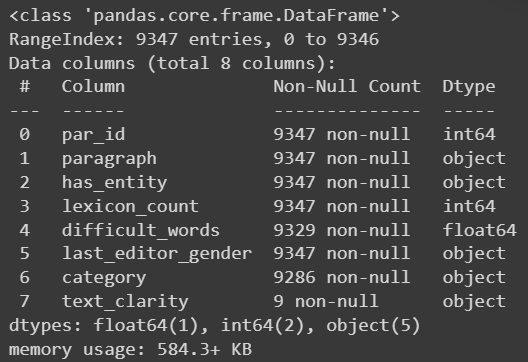 <class 'pandas.core.frame.DataFrame'>
RangeIndex: 9347 entries, 0 to 9346
Data columns (total 8 columns):
 #   Column              Non-Null Count  Dtype
---  ------              --------------  -----
 0   par_id              9347 non-null   int64
 1   paragraph           9347 non-null   object
 2   has_entity          9347 non-null   object
 3   lexicon_count       9347 non-null   int64
 4   difficult_words     9329 non-null   float64
 5   last_editor_gender  9347 non-null   object
 6   category            9286 non-null   object
 7   text_clarity        9 non-null      object
dtypes: float64(1), int64(2), object(5)
memory usage: 584.3+ KB